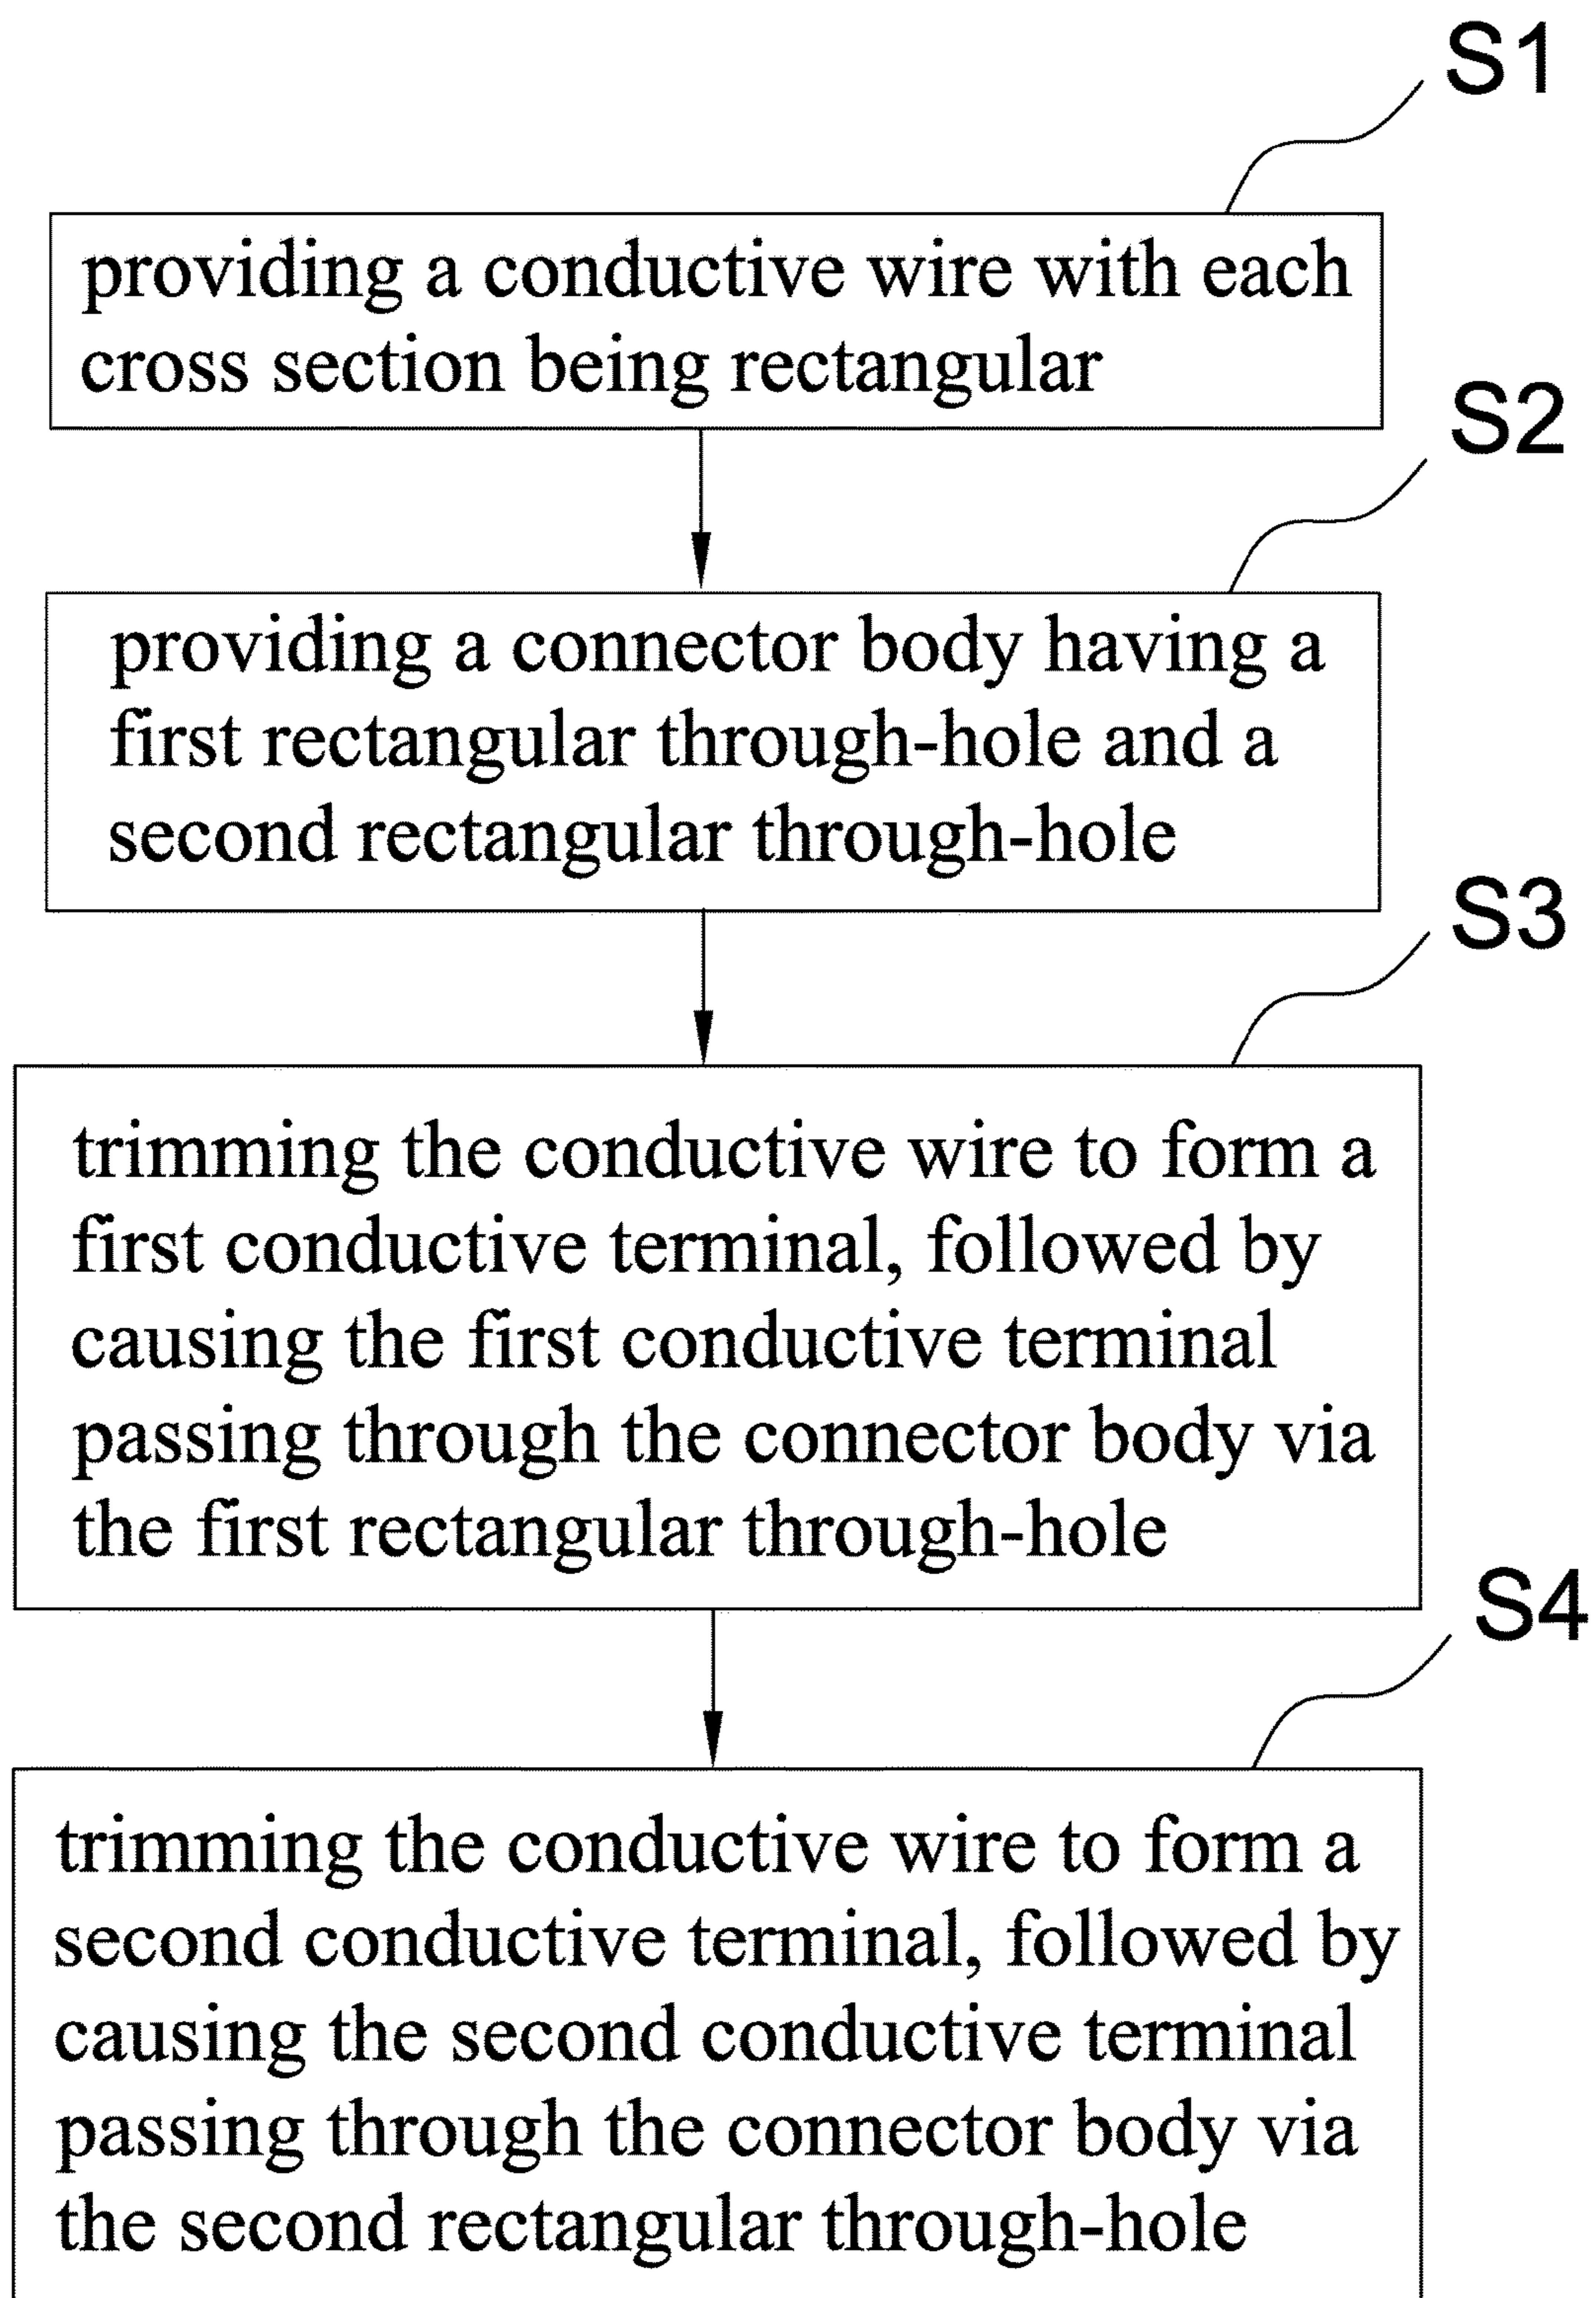 S1
providing a conductive wire with each
cross section being rectangular
S2
providing a connector body having a
first rectangular through-hole and a
second rectangular through-hole
S3
trimming the conductive wire to form a
first conductive terminal, followed by
causing the first conductive terminal
passing through the connector body via
the first rectangular through-hole
S4
trimming the conductive wire to form a
second conductive terminal, followed by
causing the second conductive terminal
passing through the connector body via
the second rectangular through-hole